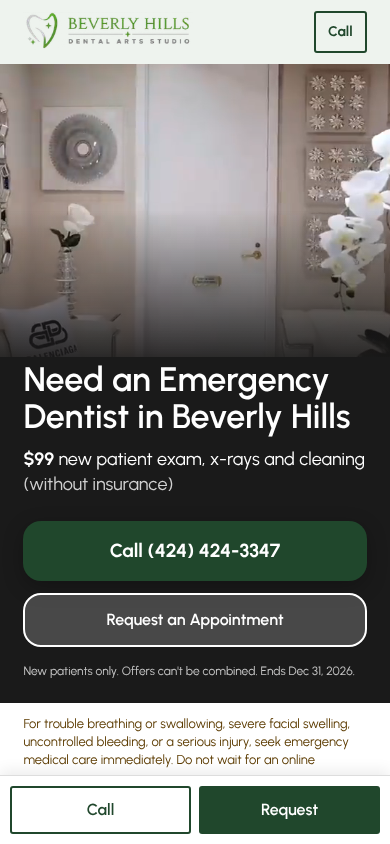 BEVERLY HILLS
DENTAL ARTS STUDIO
Call
BALENCIAGA
Need an Emergency
Dentist in Beverly Hills
$99 new patient exam, x-rays and cleaning
(without insurance)
Call (424) 424-3347
Request an Appointment
New patients only. Offers can't be combined. Ends Dec 31, 2026.
For trouble breathing or swallowing, severe facial swelling,
uncontrolled bleeding, or a serious injury, seek emergency
medical care immediately. Do not wait for an online
Call
Request